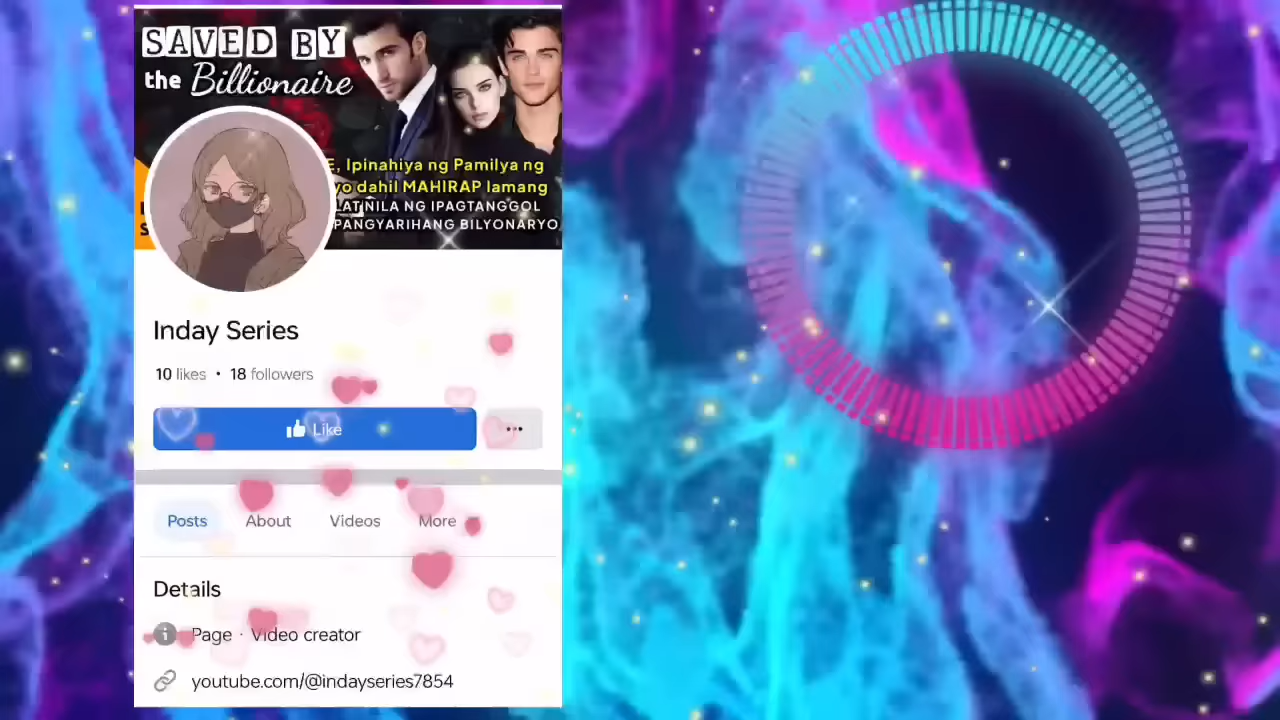 SAVED BY
the Billionaire
E, Ipinahiya ng Pamilya ng
yo dahil MAHIRAP lamang
LAT NILA NG IPAGTANGGOL
PANGYARIHANG BILYONARYO
Inday Series
10 likes • 18 followers
Like
Posts About Videos More
Details
Page · Video creator
youtube.com/@indayseries7854